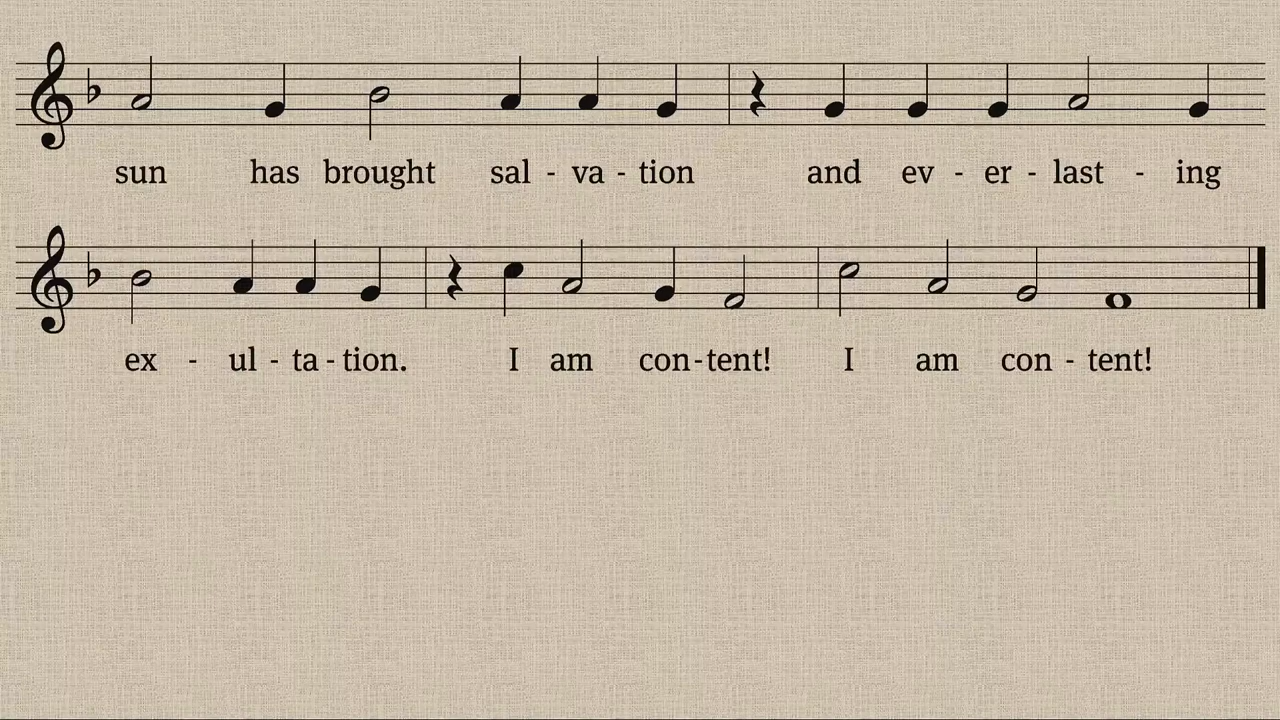 sun has brought sal - va - tion and ev - er - last - ing
ex - ul - ta - tion. I am con - tent! I am con - tent!